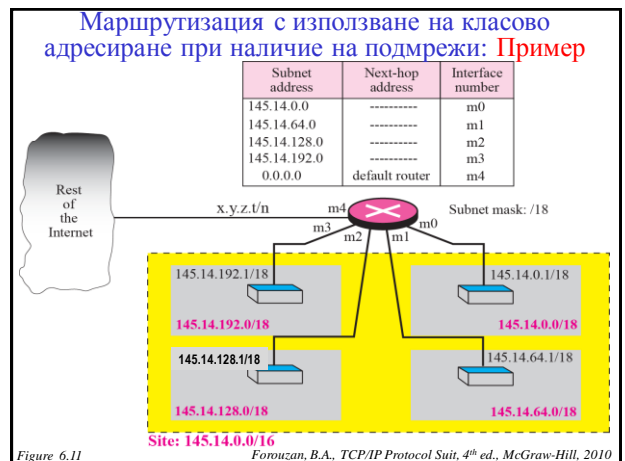 Маршрутизация с използване на класово
адресиране при наличие на подмрежи: Пример
Subnet address Next-hop address Interface number
145.14.0.0 ---------- m0
145.14.64.0 ---------- m1
145.14.128.0 ---------- m2
145.14.192.0 ---------- m3
0.0.0.0 default router m4
Rest
of
the
Internet
x.y.z.t/n
m4
m3
m2
m1
m0
Subnet mask: /18
145.14.192.1/18
145.14.192.0/18
145.14.0.1/18
145.14.0.0/18
145.14.128.1/18
145.14.128.0/18
145.14.64.1/18
145.14.64.0/18
Site: 145.14.0.0/16
Figure 6.11
Forouzan, B.A., TCP/IP Protocol Suit, 4th ed., McGraw-Hill, 2010